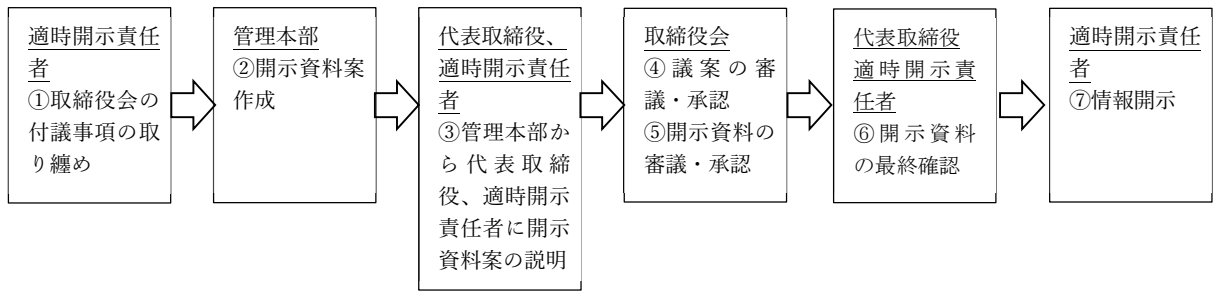 適時開示責任
者
①取締役会の
付議事項の取
り纏め
管理本部
②開示資料案
作成
代表取締役、
適時開示責任
者
③管理本部か
ら代表取締
役、適時開示
責任者に開示
資料案の説明
取締役会
④議案の審
議・承認
⑤開示資料の
審議・承認
代表取締役
適時開示責
任者
⑥開示資料
の最終確認
適時開示責任
者
⑦情報開示